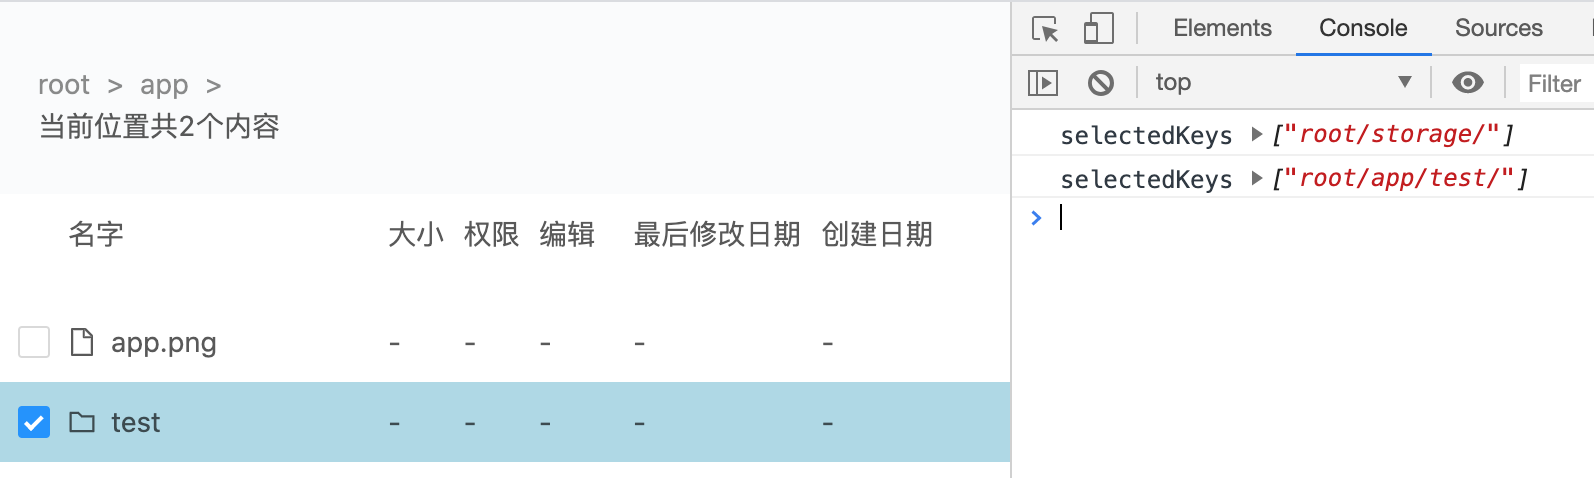 root > app >
当前位置共2个内容
名字 大小 权限 编辑 最后修改日期 创建日期
app.png - - - - -
test - - - - -
Elements Console Sources
top Filter
selectedKeys ▶ ["root/storage/"]
selectedKeys ▶ ["root/app/test/"]
>